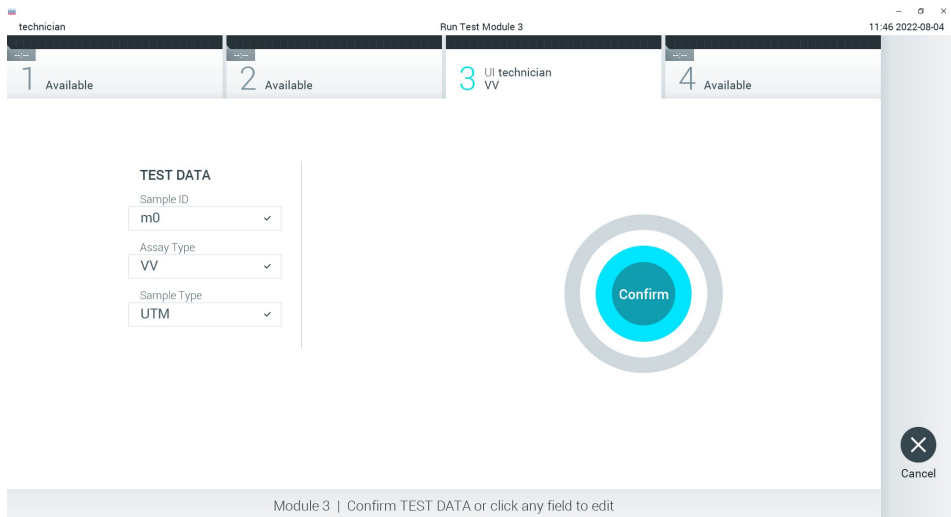 technician
Run Test Module 3
11:46 2022-08-04
--:--
1 Available
--:--
2 Available
3 UI technician
VV
--:--
4 Available
TEST DATA
Sample ID
m0
Assay Type
VV
Sample Type
UTM
Confirm
Cancel
Module 3 | Confirm TEST DATA or click any field to edit